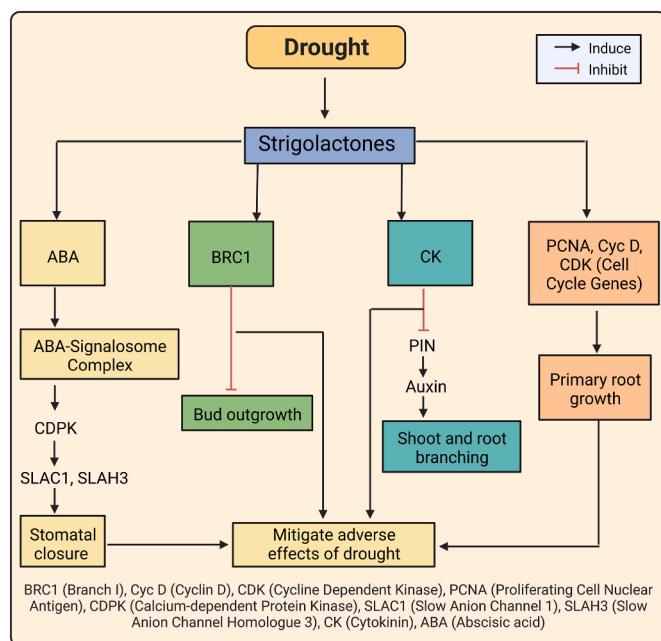 Drought
Induce
Inhibit
Strigolactones
ABA
BRC1
CK
PCNA, Cyc D,
CDK (Cell
Cycle Genes)
ABA-Signalosome
Complex
PIN
Auxin
Primary root
growth
CDPK
Bud outgrowth
Shoot and root
branching
SLAC1, SLAH3
Stomatal
closure
Mitigate adverse
effects of drought
BRC1 (Branch I), Cyc D (Cyclin D), CDK (Cycline Dependent Kinase), PCNA (Proliferating Cell Nuclear
Antigen), CDPK (Calcium-dependent Protein Kinase), SLAC1 (Slow Anion Channel 1), SLAH3 (Slow
Anion Channel Homologue 3), CK (Cytokinin), ABA (Abscisic acid)